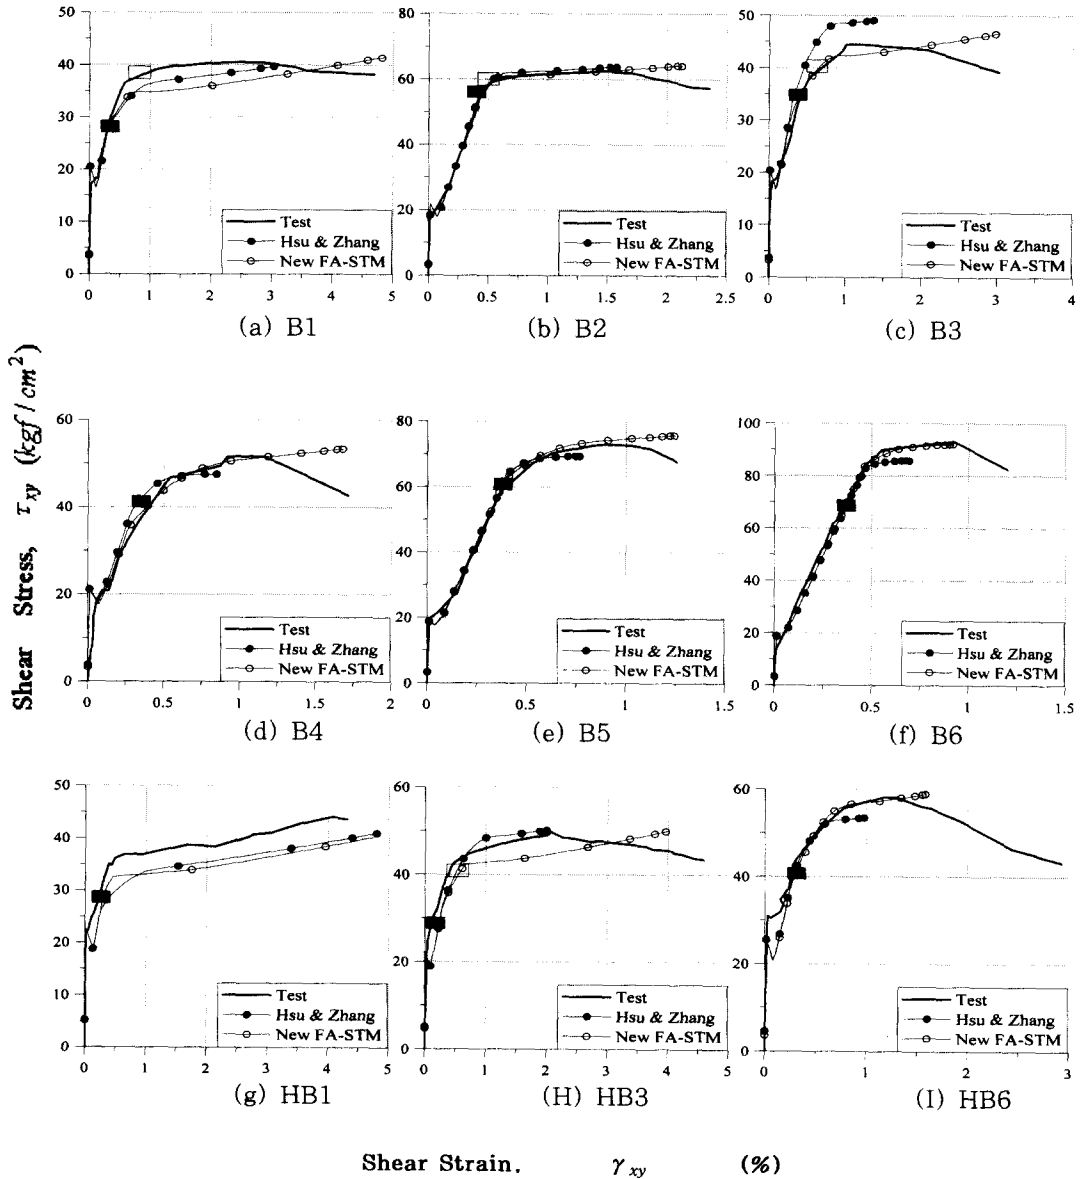 50
40
30
20
10
0
0 1 2 3 4 5
Test
Hsu & Zhang
New FA-STM
(a) B1
80
60
40
20
0
0 0.5 1 1.5 2 2.5
Test
Hsu & Zhang
New FA-STM
(b) B2
50
40
30
20
10
0
0 1 2 3 4
Test
Hsu & Zhang
New FA-STM
(c) B3
Shear Stress, τxy (kgf / cm²)
60
40
20
0
0 0.5 1 1.5 2
Test
Hsu & Zhang
New FA-STM
(d) B4
80
60
40
20
0
0 0.5 1 1.5
Test
Hsu & Zhang
New FA-STM
(e) B5
100
80
60
40
20
0
0 0.5 1 1.5
Test
Hsu & Zhang
New FA-STM
(f) B6
50
40
30
20
10
0
0 1 2 3 4 5
Test
Hsu & Zhang
New FA-STM
(g) HB1
60
40
20
0
0 1 2 3 4 5
Test
Hsu & Zhang
New FA-STM
(H) HB3
60
40
20
0
0 1 2 3
Test
Hsu & Zhang
New FA-STM
(I) HB6
Shear Strain. γxy (%)